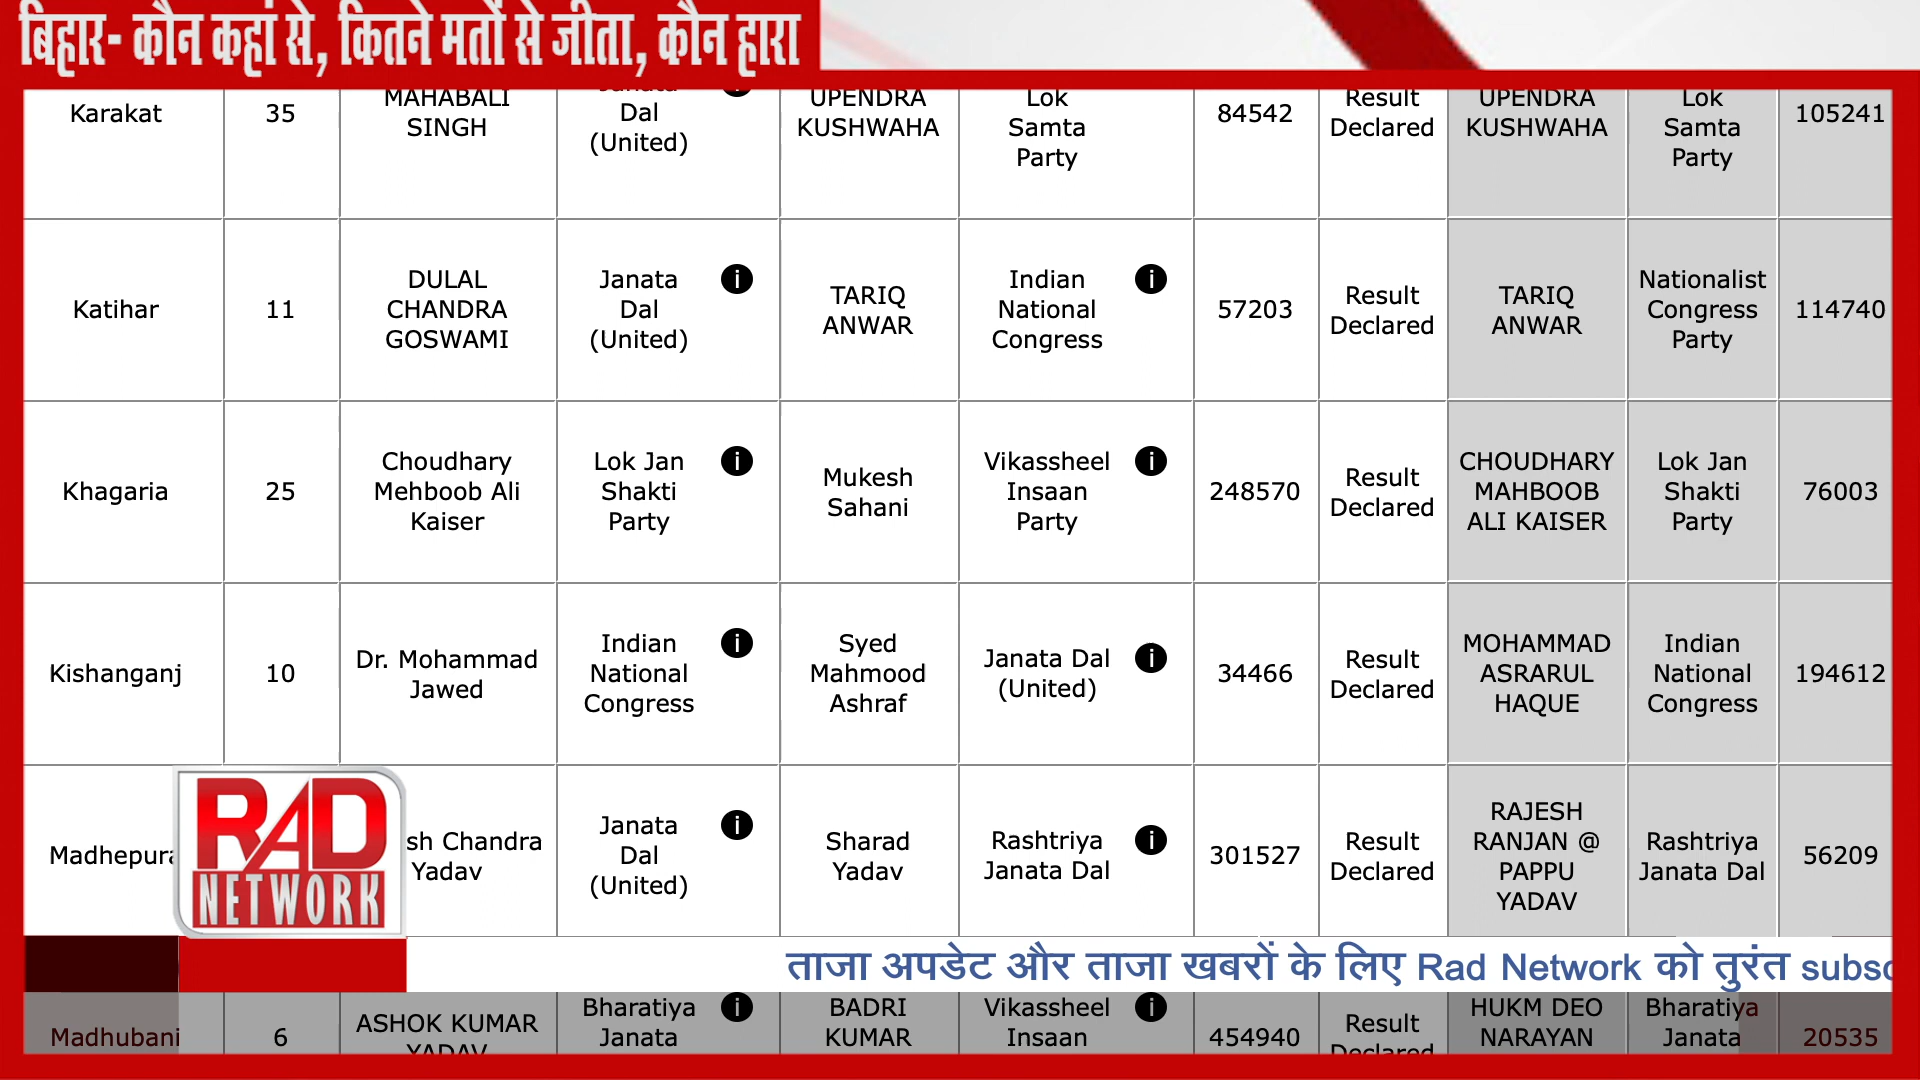 बिहार- कौन कहां से, कितने मतों से जीता, कौन हारा
Karakat 35 MAHABALI SINGH Janata Dal (United) UPENDRA KUSHWAHA Lok Samta Party 84542 Result Declared UPENDRA KUSHWAHA Lok Samta Party 105241
Katihar 11 DULAL CHANDRA GOSWAMI Janata Dal (United) i TARIQ ANWAR Indian National Congress i 57203 Result Declared TARIQ ANWAR Nationalist Congress Party 114740
Khagaria 25 Choudhary Mehboob Ali Kaiser Lok Jan Shakti Party i Mukesh Sahani Vikassheel Insaan Party i 248570 Result Declared CHOUDHARY MAHBOOB ALI KAISER Lok Jan Shakti Party 76003
Kishanganj 10 Dr. Mohammad Jawed Indian National Congress i Syed Mahmood Ashraf Janata Dal (United) i 34466 Result Declared MOHAMMAD ASRARUL HAQUE Indian National Congress 194612
Madhepura sh Chandra Yadav Janata Dal (United) i Sharad Yadav Rashtriya Janata Dal i 301527 Result Declared RAJESH RANJAN @ PAPPU YADAV Rashtriya Janata Dal 56209
RAD
NETWORK
ताजा अपडेट और ताजा खबरों के लिए Rad Network को तुरंत subsc
Madhubani 6 ASHOK KUMAR YADAV Bharatiya Janata i BADRI KUMAR Vikassheel Insaan i 454940 Result Declared HUKM DEO NARAYAN Bharatiya Janata 20535